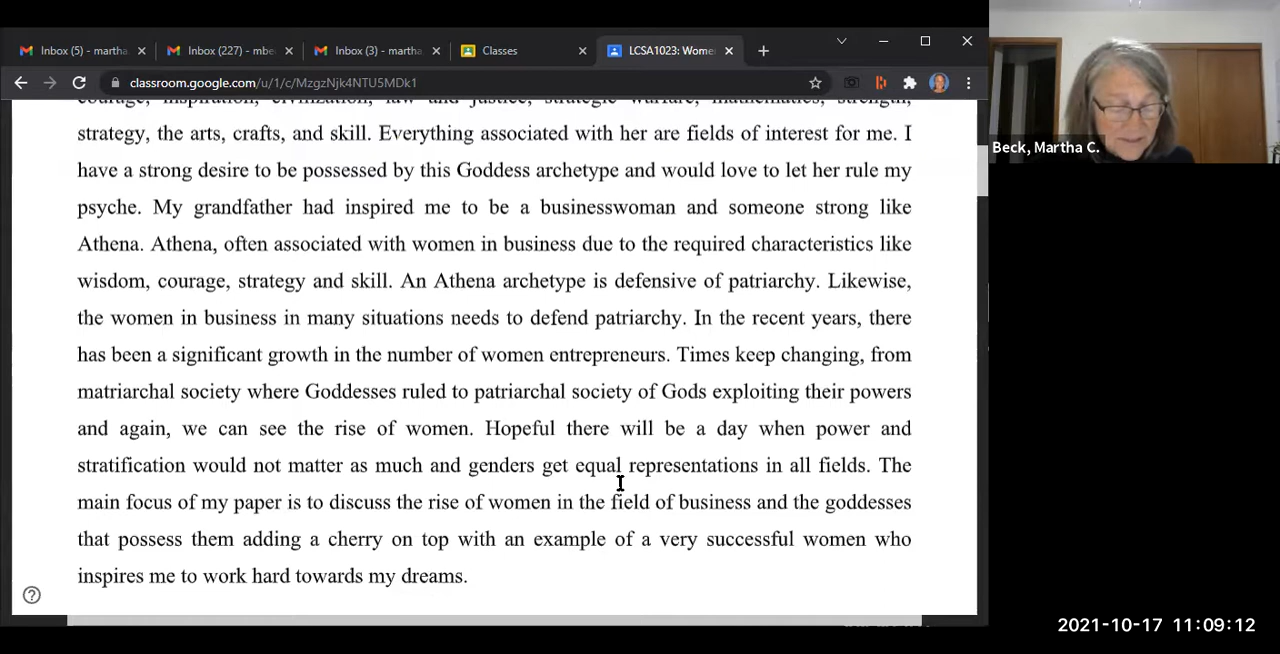 Inbox (5) - martha
Inbox (227) - mbe
Inbox (3) - martha
Classes
LCSA1023: Wome
classroom.google.com/u/1/c/MzgzNjk4NTU5MDk1
courage, inspiration, civilization, law and justice, strategic warfare, mathematics, strength,
strategy, the arts, crafts, and skill. Everything associated with her are fields of interest for me. I
have a strong desire to be possessed by this Goddess archetype and would love to let her rule my
psyche. My grandfather had inspired me to be a businesswoman and someone strong like
Athena. Athena, often associated with women in business due to the required characteristics like
wisdom, courage, strategy and skill. An Athena archetype is defensive of patriarchy. Likewise,
the women in business in many situations needs to defend patriarchy. In the recent years, there
has been a significant growth in the number of women entrepreneurs. Times keep changing, from
matriarchal society where Goddesses ruled to patriarchal society of Gods exploiting their powers
and again, we can see the rise of women. Hopeful there will be a day when power and
stratification would not matter as much and genders get equal representations in all fields. The
main focus of my paper is to discuss the rise of women in the field of business and the goddesses
that possess them adding a cherry on top with an example of a very successful women who
inspires me to work hard towards my dreams.
Beck, Martha C.
2021-10-17 11:09:12